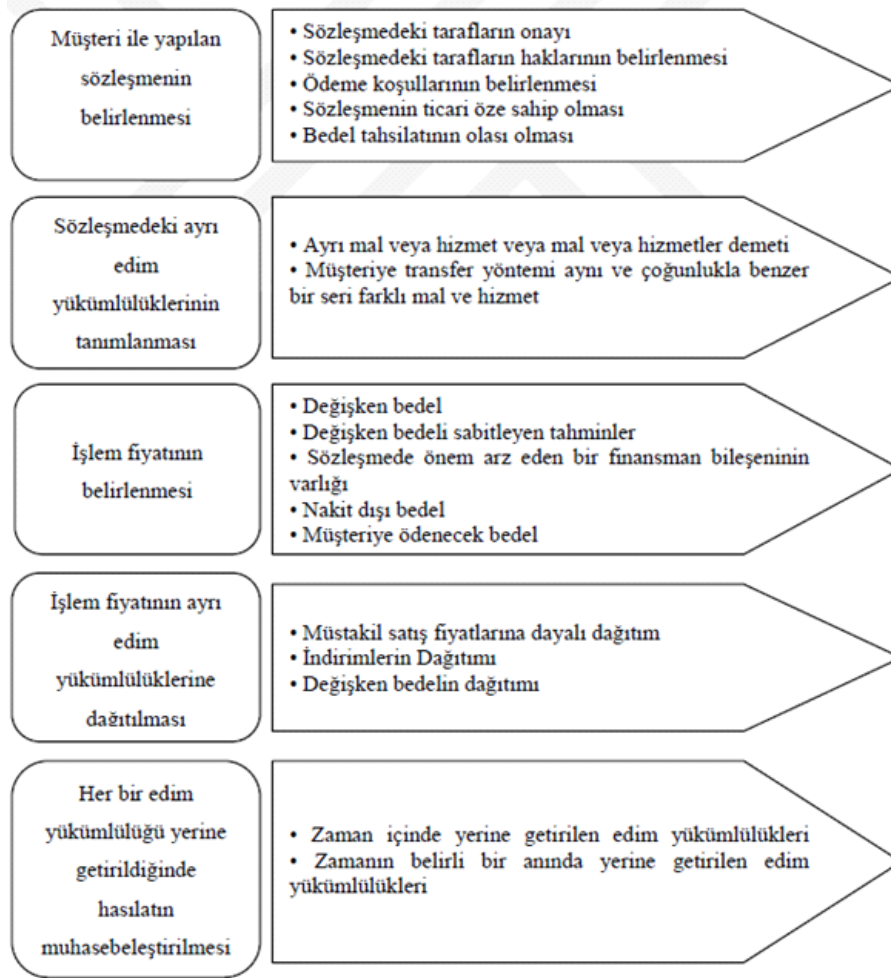 Müşteri ile yapılan
sözleşmenin
belirlenmesi
• Sözleşmedeki tarafların onayı
• Sözleşmedeki tarafların haklarının belirlenmesi
• Ödeme koşullarının belirlenmesi
• Sözleşmenin ticari öze sahip olması
• Bedel tahsilatının olası olması
Sözleşmedeki ayrı
edim
yükümlülüklerinin
tanımlanması
• Ayrı mal veya hizmet veya mal veya hizmetler demeti
• Müşteriye transfer yöntemi aynı ve çoğunlukla benzer
bir seri farklı mal ve hizmet
İşlem fiyatının
belirlenmesi
• Değişken bedel
• Değişken bedeli sabitleyen tahminler
• Sözleşmede önem arz eden bir finansman bileşeninin
varlığı
• Nakit dışı bedel
• Müşteriye ödenecek bedel
İşlem fiyatının ayrı
edim
yükümlülüklerine
dağıtılması
• Müstakil satış fiyatlarına dayalı dağıtım
• İndirimlerin Dağıtımı
• Değişken bedelin dağıtımı
Her bir edim
yükümlülüğü yerine
getirildiğinde
hasılatın
muhasebeleştirilmesi
• Zaman içinde yerine getirilen edim yükümlülükleri
• Zamanın belirli bir anında yerine getirilen edim
yükümlülükleri